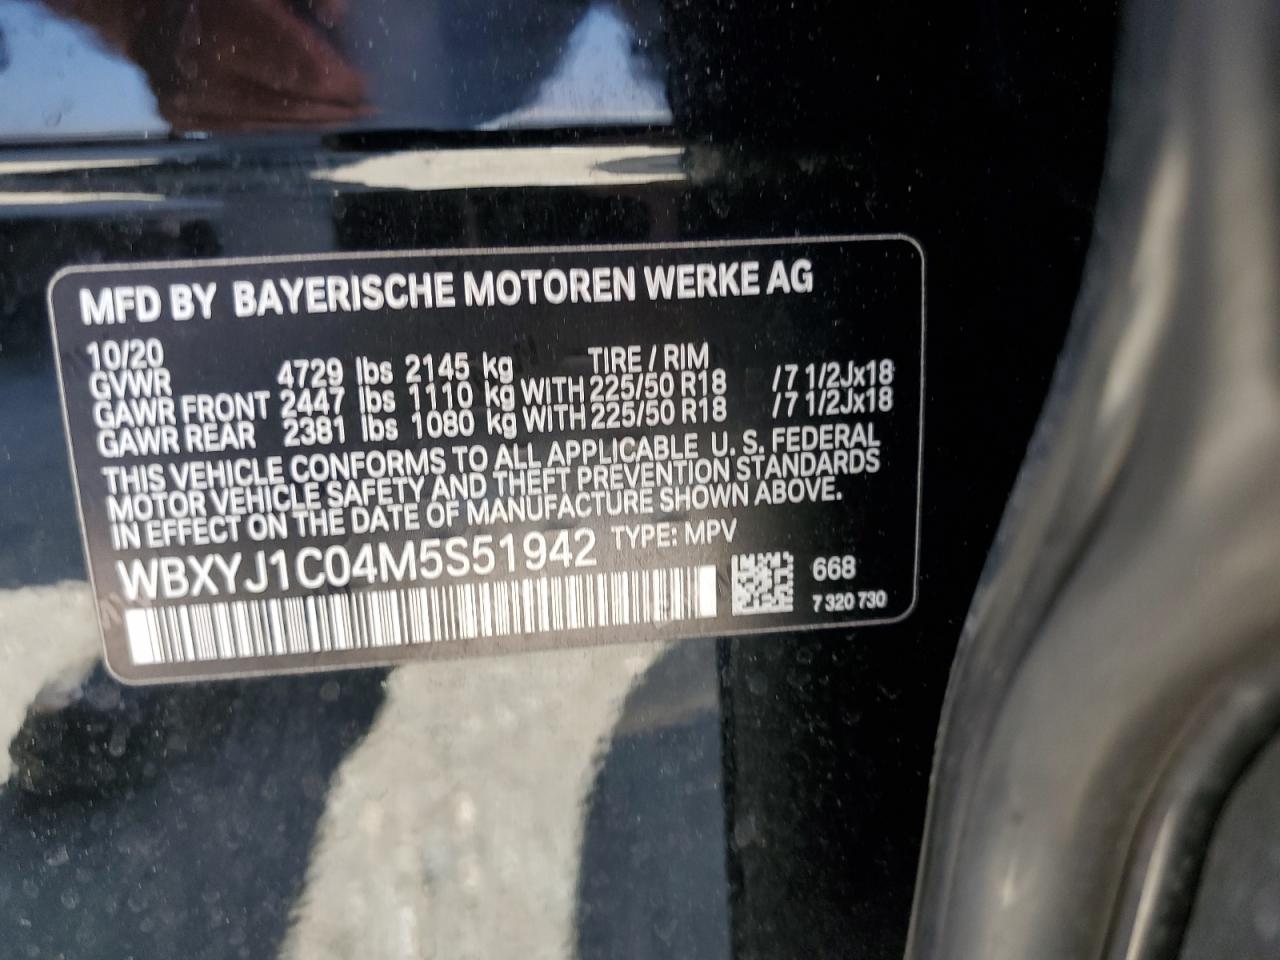 MFD BY BAYERISCHE MOTOREN WERKE AG
10/20
GVWR 4729 lbs 2145 kg TIRE / RIM
GAWR FRONT 2447 lbs 1110 kg WITH 225/50 R18 /7 1/2Jx18
GAWR REAR 2381 lbs 1080 kg WITH 225/50 R18 /7 1/2Jx18
THIS VEHICLE CONFORMS TO ALL APPLICABLE U. S. FEDERAL
MOTOR VEHICLE SAFETY AND THEFT PREVENTION STANDARDS
IN EFFECT ON THE DATE OF MANUFACTURE SHOWN ABOVE.
WBXYJ1C04M5S51942 TYPE: MPV
668
7 320 730